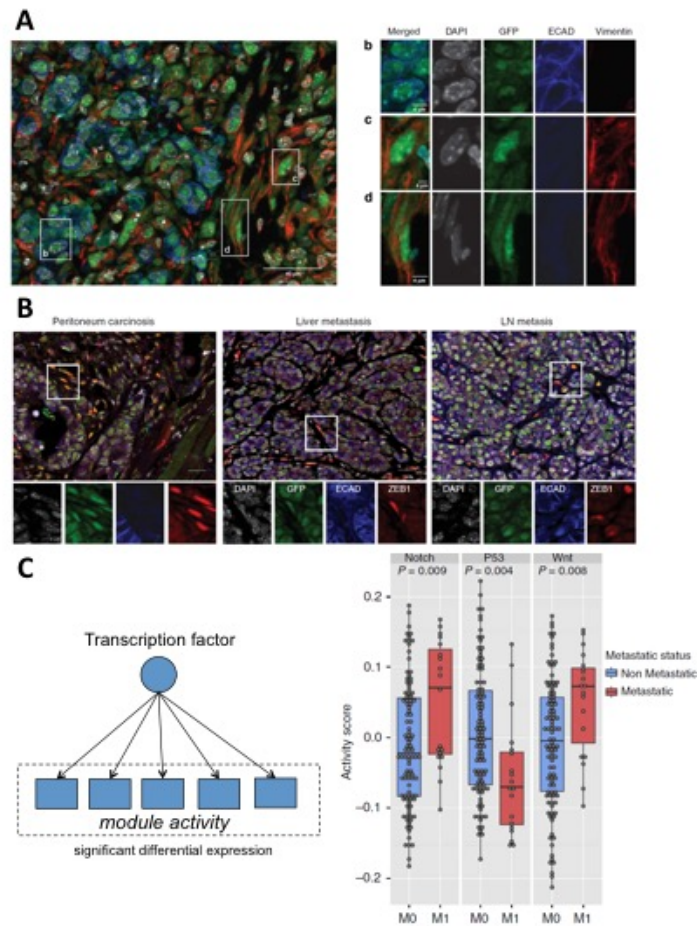 A
Merged DAPI GFP ECAD Vimentin
b
c
d
b
c
d
B
Peritoneum carcinosis Liver metastasis LN metasis
DAPI GFP ECAD ZEB1 DAPI GFP ECAD ZEB1
C
Transcription factor
module activity
significant differential expression
Notch P53 Wnt
P = 0.009 P = 0.004 P = 0.008
Activity score
0.2
0.1
0.0
–0.1
–0.2
M0 M1 M0 M1 M0 M1
Metastatic status
Non Metastatic
Metastatic